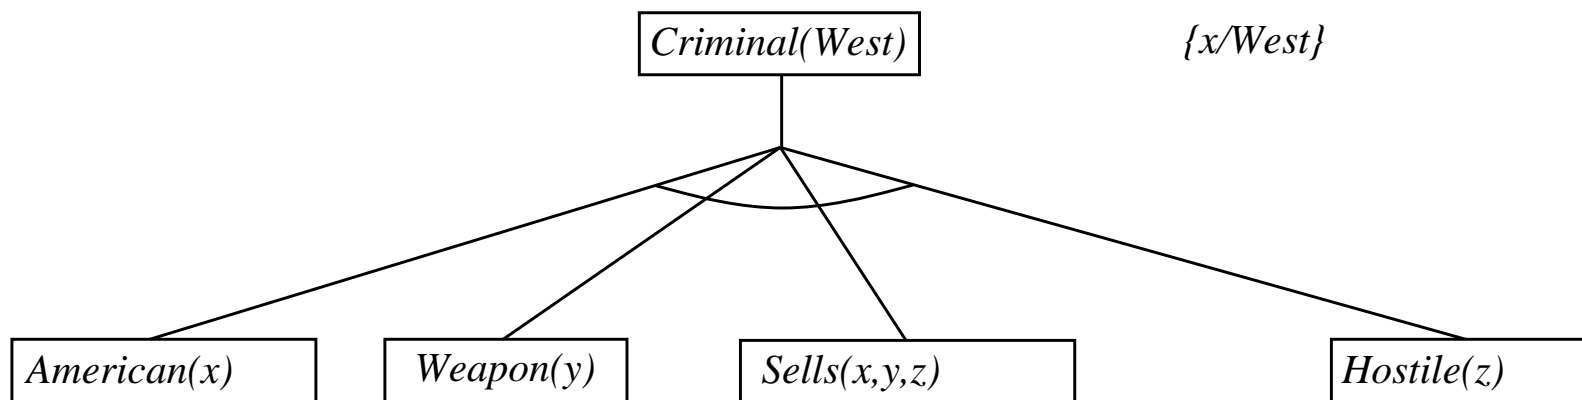 Criminal(West)
{x/West}
American(x)
Weapon(y)
Sells(x,y,z)
Hostile(z)